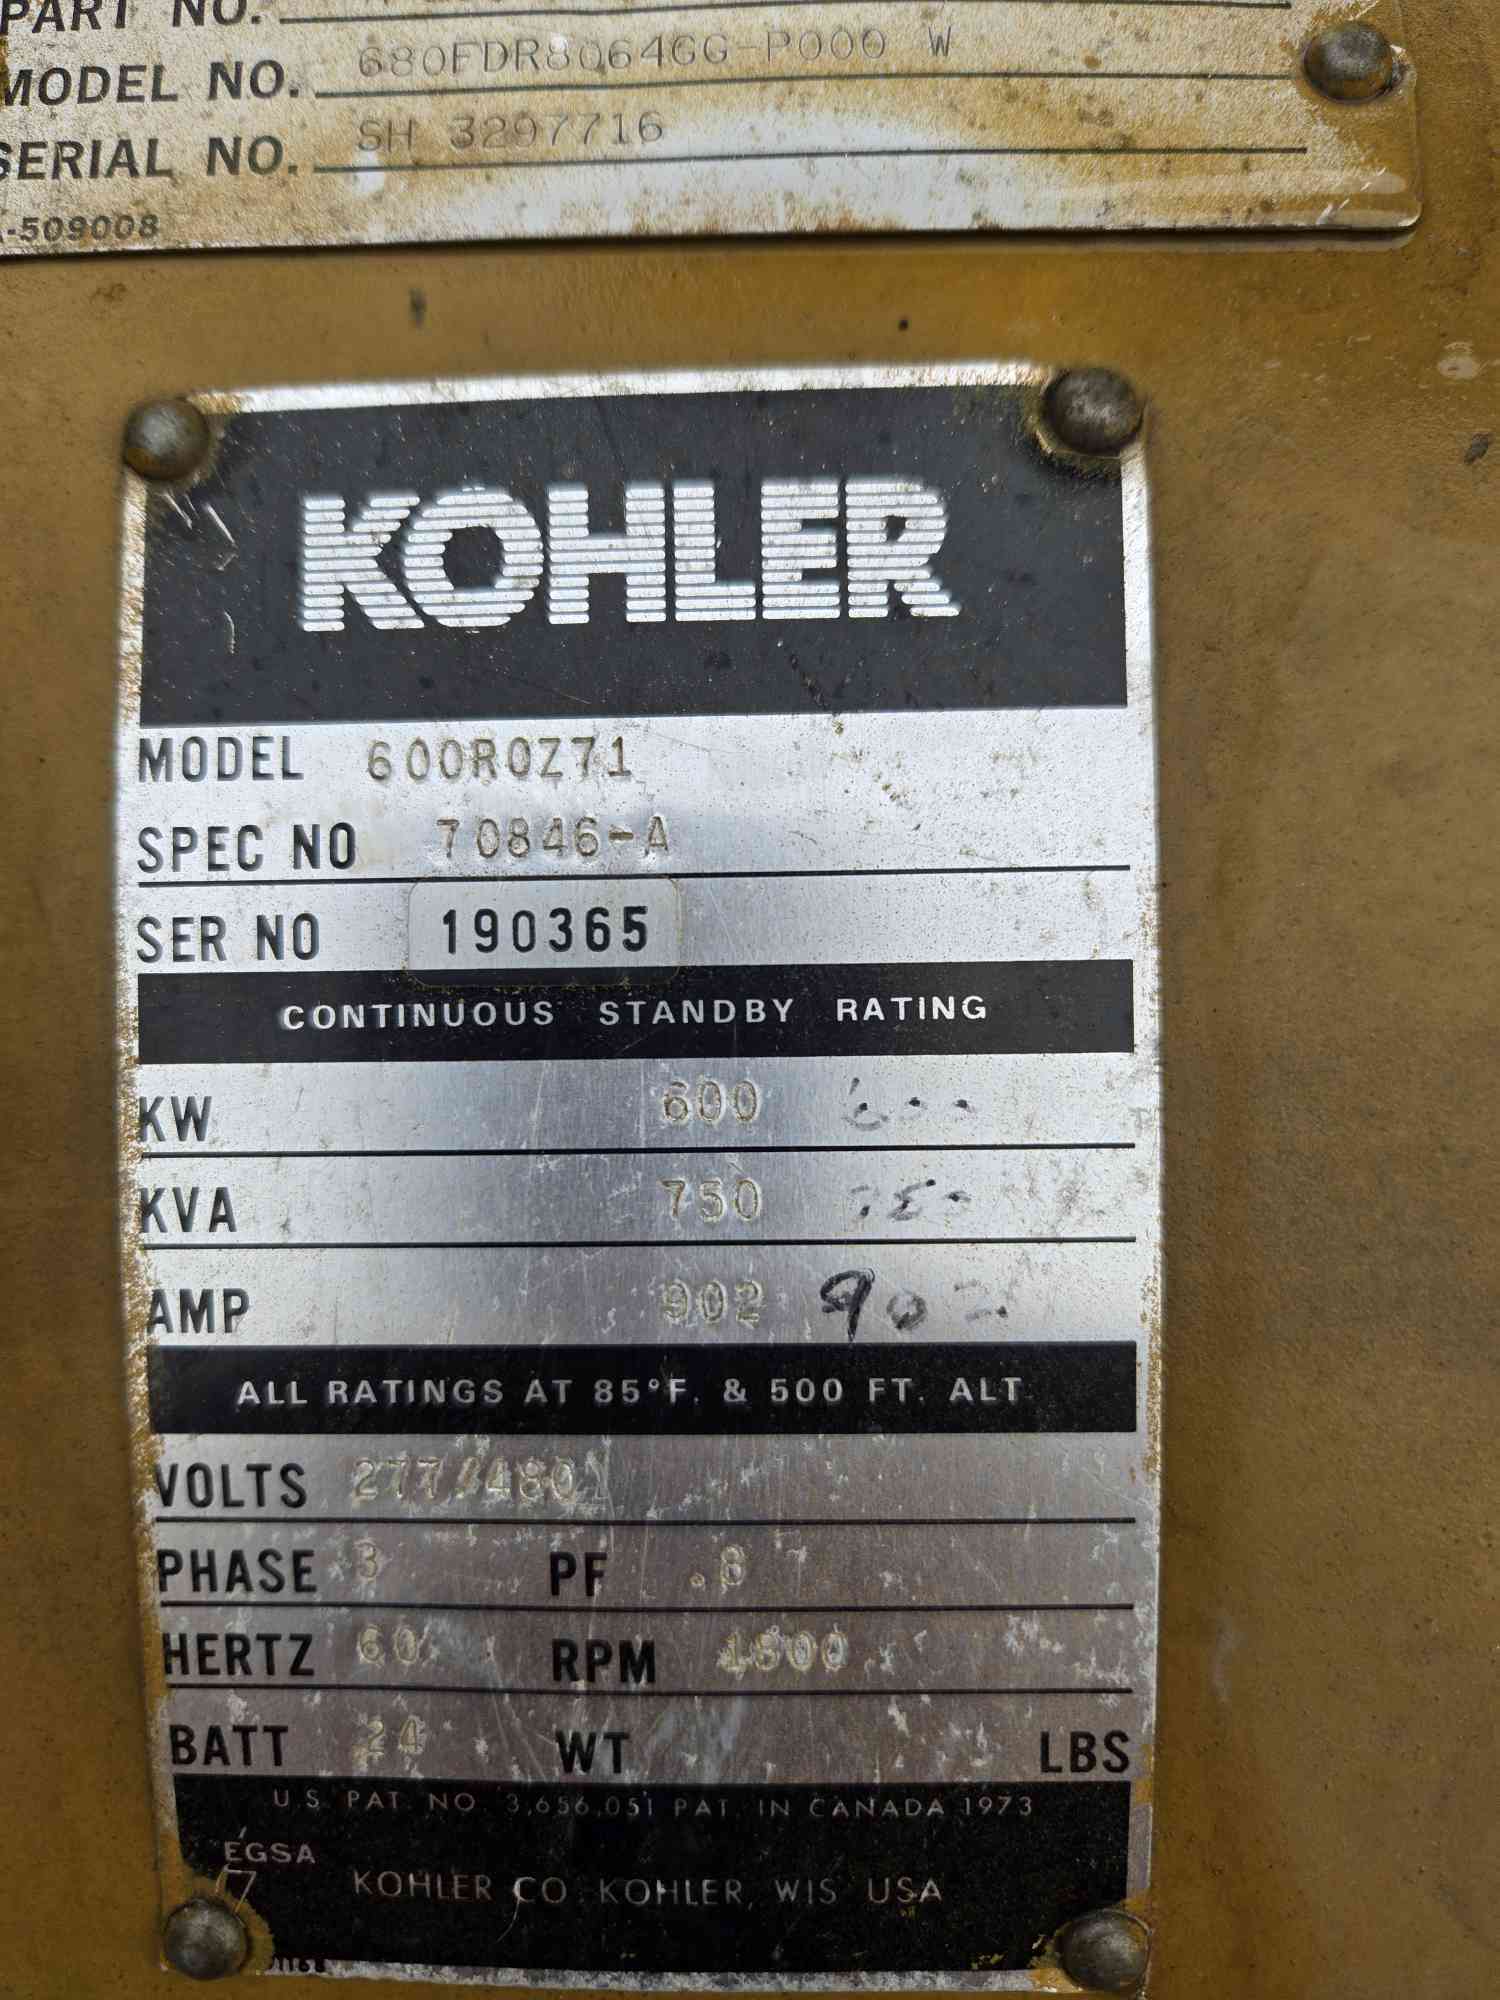 PART NO.
MODEL NO. 680FDR8064GG-P000 W
SERIAL NO. SH 3297716
-509008
KOHLER
MODEL 600ROZ71
SPEC NO 70846-A
SER NO 190365
CONTINUOUS STANDBY RATING
KW 600 600
KVA 750 750
AMP 902 902
ALL RATINGS AT 85°F. & 500 FT. ALT.
VOLTS 277/480
PHASE 3 PF .8
HERTZ 60 RPM 1800
BATT 24 WT LBS
U.S. PAT. NO. 3,656,051 PAT. IN CANADA 1973
EGSA
KOHLER CO. KOHLER, WIS. USA